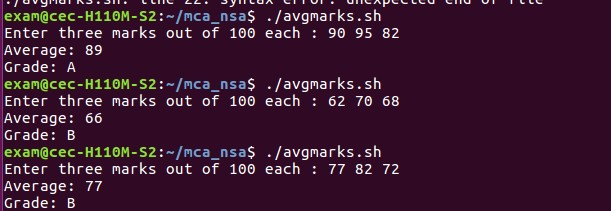 ./avgmarks.sh: line 22: syntax error: unexpected end of file
exam@cec-H110M-S2:~/mca_nsa$ ./avgmarks.sh
Enter three marks out of 100 each : 90 95 82
Average: 89
Grade: A
exam@cec-H110M-S2:~/mca_nsa$ ./avgmarks.sh
Enter three marks out of 100 each : 62 70 68
Average: 66
Grade: B
exam@cec-H110M-S2:~/mca_nsa$ ./avgmarks.sh
Enter three marks out of 100 each : 77 82 72
Average: 77
Grade: B